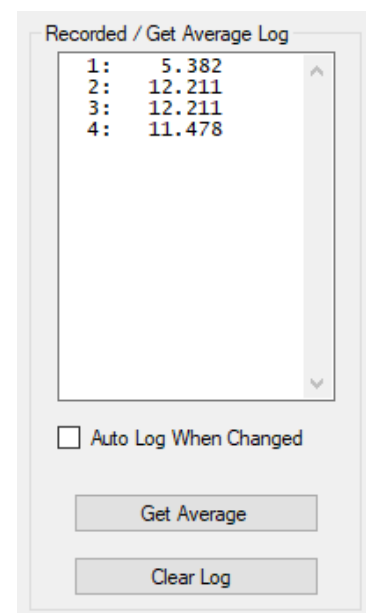 Recorded / Get Average Log
1: 5.382
2: 12.211
3: 12.211
4: 11.478
Auto Log When Changed
Get Average
Clear Log